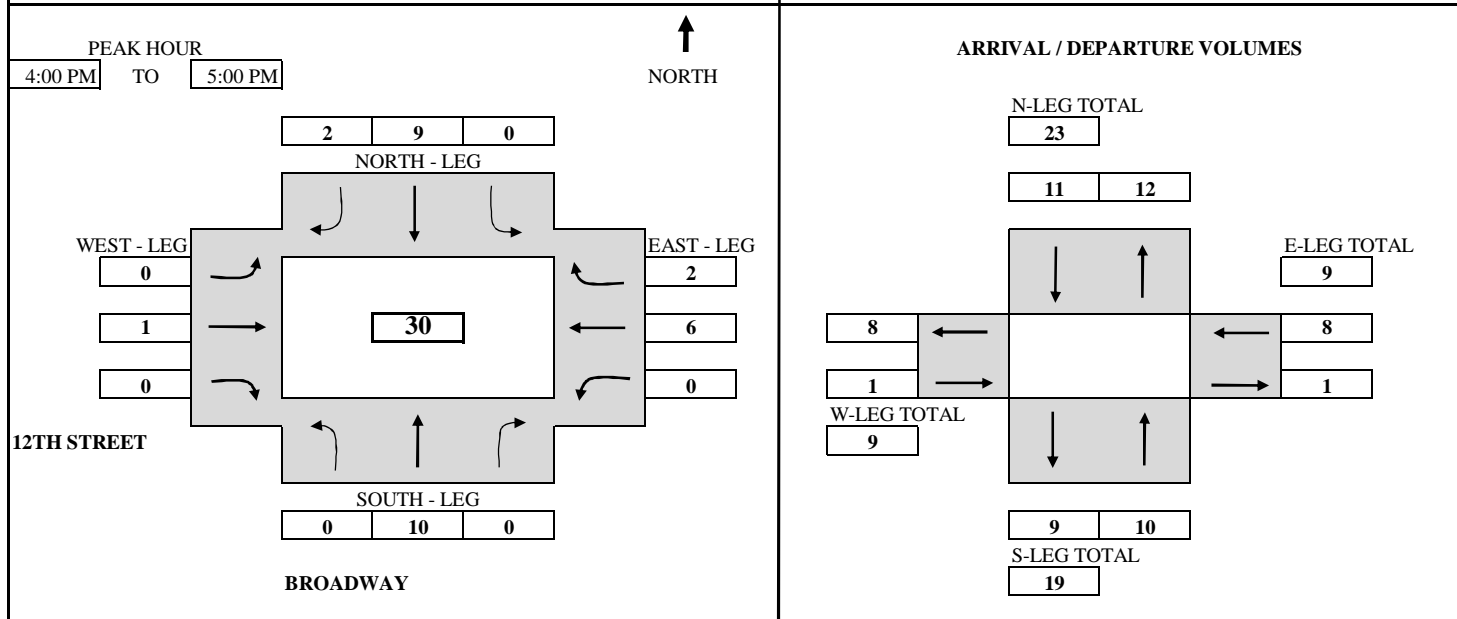 PEAK HOUR
4:00 PM TO 5:00 PM
NORTH
2 9 0
NORTH - LEG
WEST - LEG
EAST - LEG
0 2
1 30 6
0 0
12TH STREET
SOUTH - LEG
0 10 0
BROADWAY
ARRIVAL / DEPARTURE VOLUMES
N-LEG TOTAL
23
11 12
E-LEG TOTAL
9
8 8
1 1
W-LEG TOTAL
9
9 10
S-LEG TOTAL
19